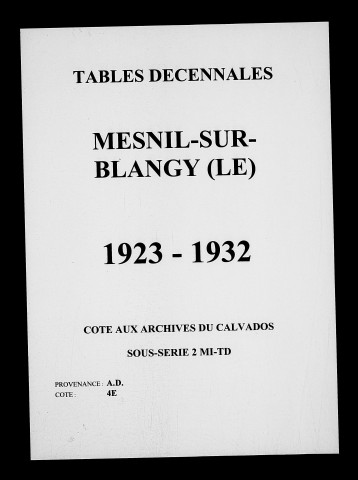 TABLES DECENNALES
MESNIL-SUR-
BLANGY (LE)
1923 - 1932
COTE AUX ARCHIVES DU CALVADOS
SOUS-SERIE 2 MI-TD
PROVENANCE : A.D.
COTE : 4E